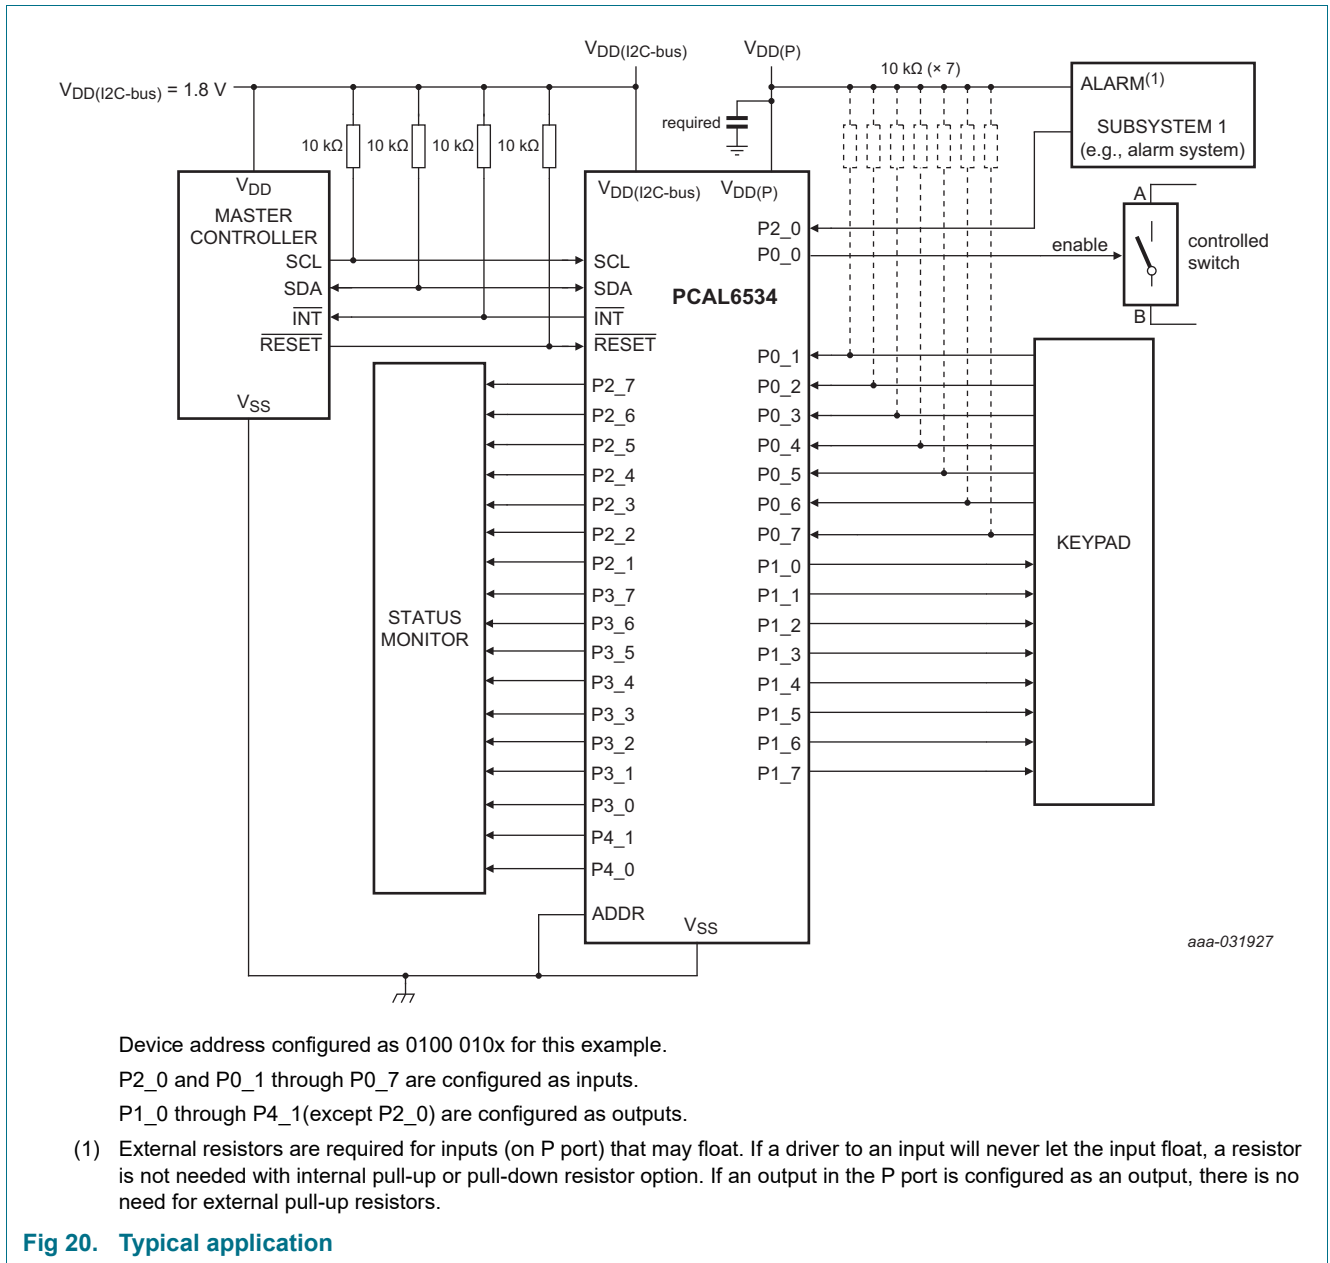 VDD(I2C-bus)
VDD(P)
VDD(I2C-bus) = 1.8 V
10 kΩ (× 7)
required
10 kΩ
10 kΩ
10 kΩ
10 kΩ
ALARM(1)
SUBSYSTEM 1
(e.g., alarm system)
VDD
MASTER
CONTROLLER
SCL
SDA
INT
RESET
VSS
VDD(I2C-bus)
VDD(P)
SCL
SDA
INT
RESET
PCAL6534
P2_0
P0_0
enable
A
B
controlled
switch
STATUS
MONITOR
P2_7
P2_6
P2_5
P2_4
P2_3
P2_2
P2_1
P3_7
P3_6
P3_5
P3_4
P3_3
P3_2
P3_1
P3_0
P4_1
P4_0
ADDR
VSS
P0_1
P0_2
P0_3
P0_4
P0_5
P0_6
P0_7
P1_0
P1_1
P1_2
P1_3
P1_4
P1_5
P1_6
P1_7
KEYPAD
aaa-031927
Device address configured as 0100 010x for this example.
P2_0 and P0_1 through P0_7 are configured as inputs.
P1_0 through P4_1(except P2_0) are configured as outputs.
(1) External resistors are required for inputs (on P port) that may float. If a driver to an input will never let the input float, a resistor
is not needed with internal pull-up or pull-down resistor option. If an output in the P port is configured as an output, there is no
need for external pull-up resistors.
Fig 20. Typical application